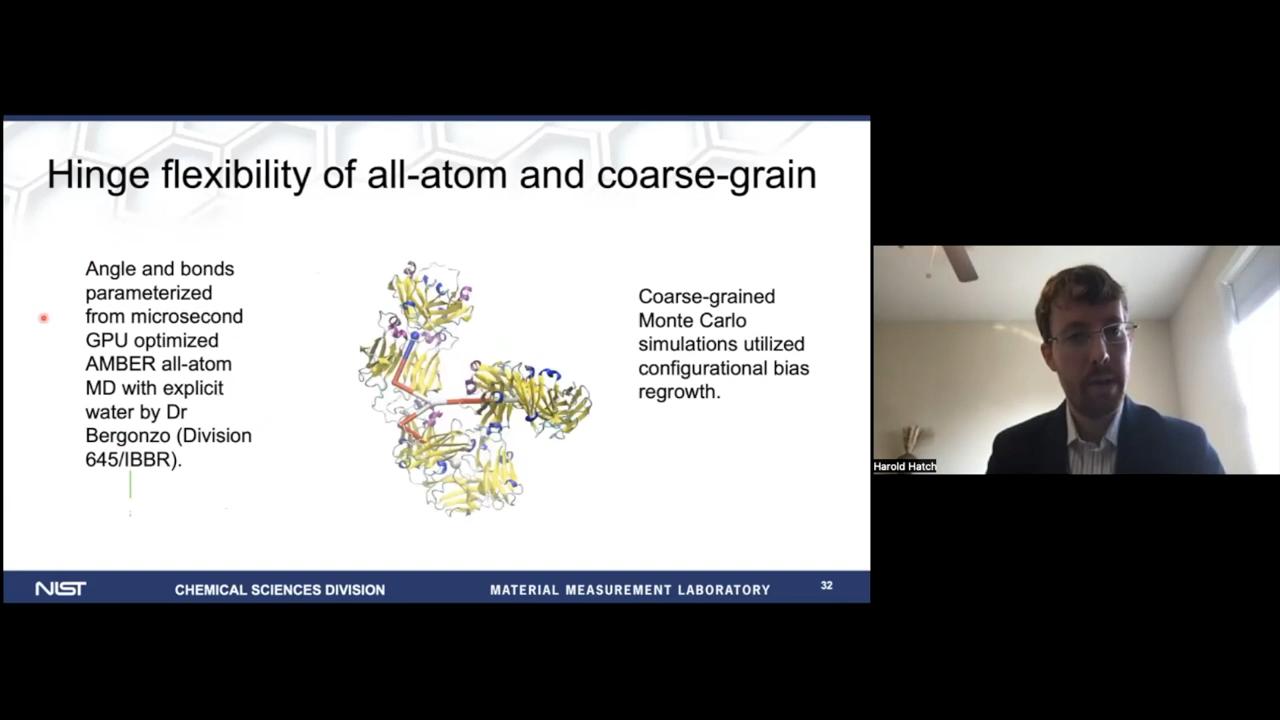 Hinge flexibility of all-atom and coarse-grain
Angle and bonds
parameterized
from microsecond
GPU optimized
AMBER all-atom
MD with explicit
water by Dr
Bergonzo (Division
645/IBBR).
Coarse-grained
Monte Carlo
simulations utilized
configurational bias
regrowth.
Harold Hatch
NIST
CHEMICAL SCIENCES DIVISION
MATERIAL MEASUREMENT LABORATORY
32